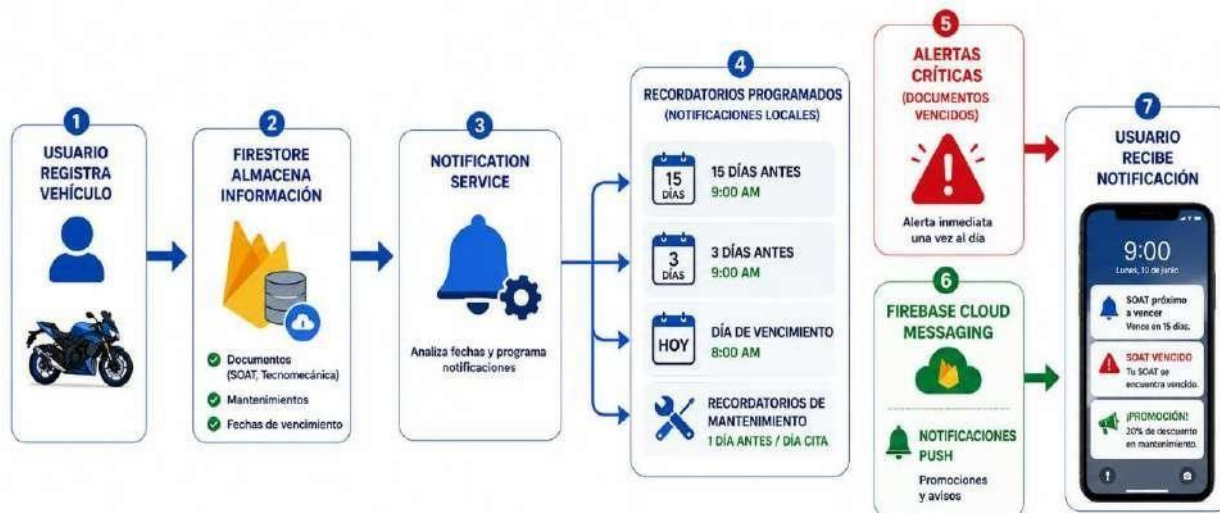 1
USUARIO
REGISTRA
VEHÍCULO
2
FIRESTORE
ALMACENA
INFORMACIÓN
Documentos
(SOAT, Tecnomecánica)
Mantenimientos
Fechas de vencimiento
3
NOTIFICATION
SERVICE
Analiza fechas y programa
notificaciones
4
RECORDATORIOS PROGRAMADOS
(NOTIFICACIONES LOCALES)
15
DÍAS
15 DÍAS ANTES
9:00 AM
3
DÍAS
3 DÍAS ANTES
9:00 AM
HOY
DÍA DE VENCIMIENTO
8:00 AM
RECORDATORIOS DE
MANTENIMIENTO
1 DÍA ANTES / DÍA CITA
5
ALERTAS
CRÍTICAS
(DOCUMENTOS
VENCIDOS)
Alerta inmediata
una vez al día
6
FIREBASE CLOUD
MESSAGING
NOTIFICACIONES
PUSH
Promociones
y avisos
7
USUARIO
RECIBE
NOTIFICACIÓN
9:00
Lunes, 10 de junio
SOAT próximo
a vencer
Vence en 15 días.
SOAT VENCIDO
Tu SOAT se
encuentra vencido.
¡PROMOCIÓN!
20% de descuento
en mantenimiento.